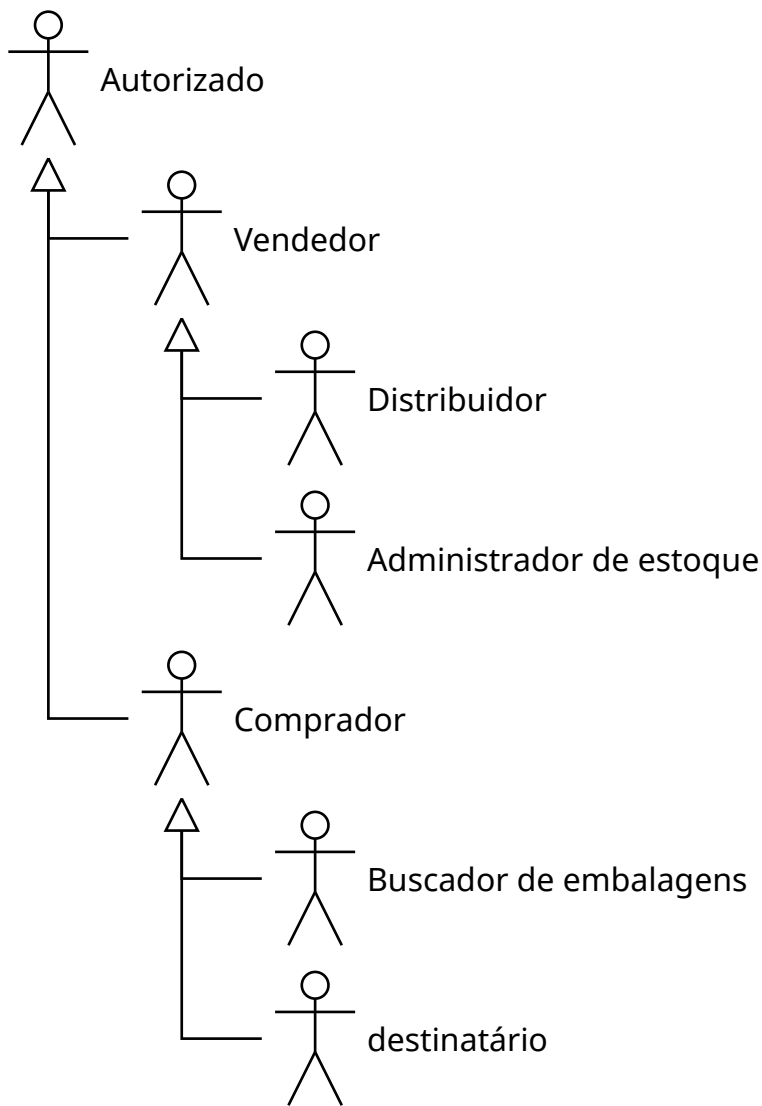 Autorizado
Vendedor
Distribuidor
Administrador de estoque
Comprador
Buscador de embalagens
destinatário